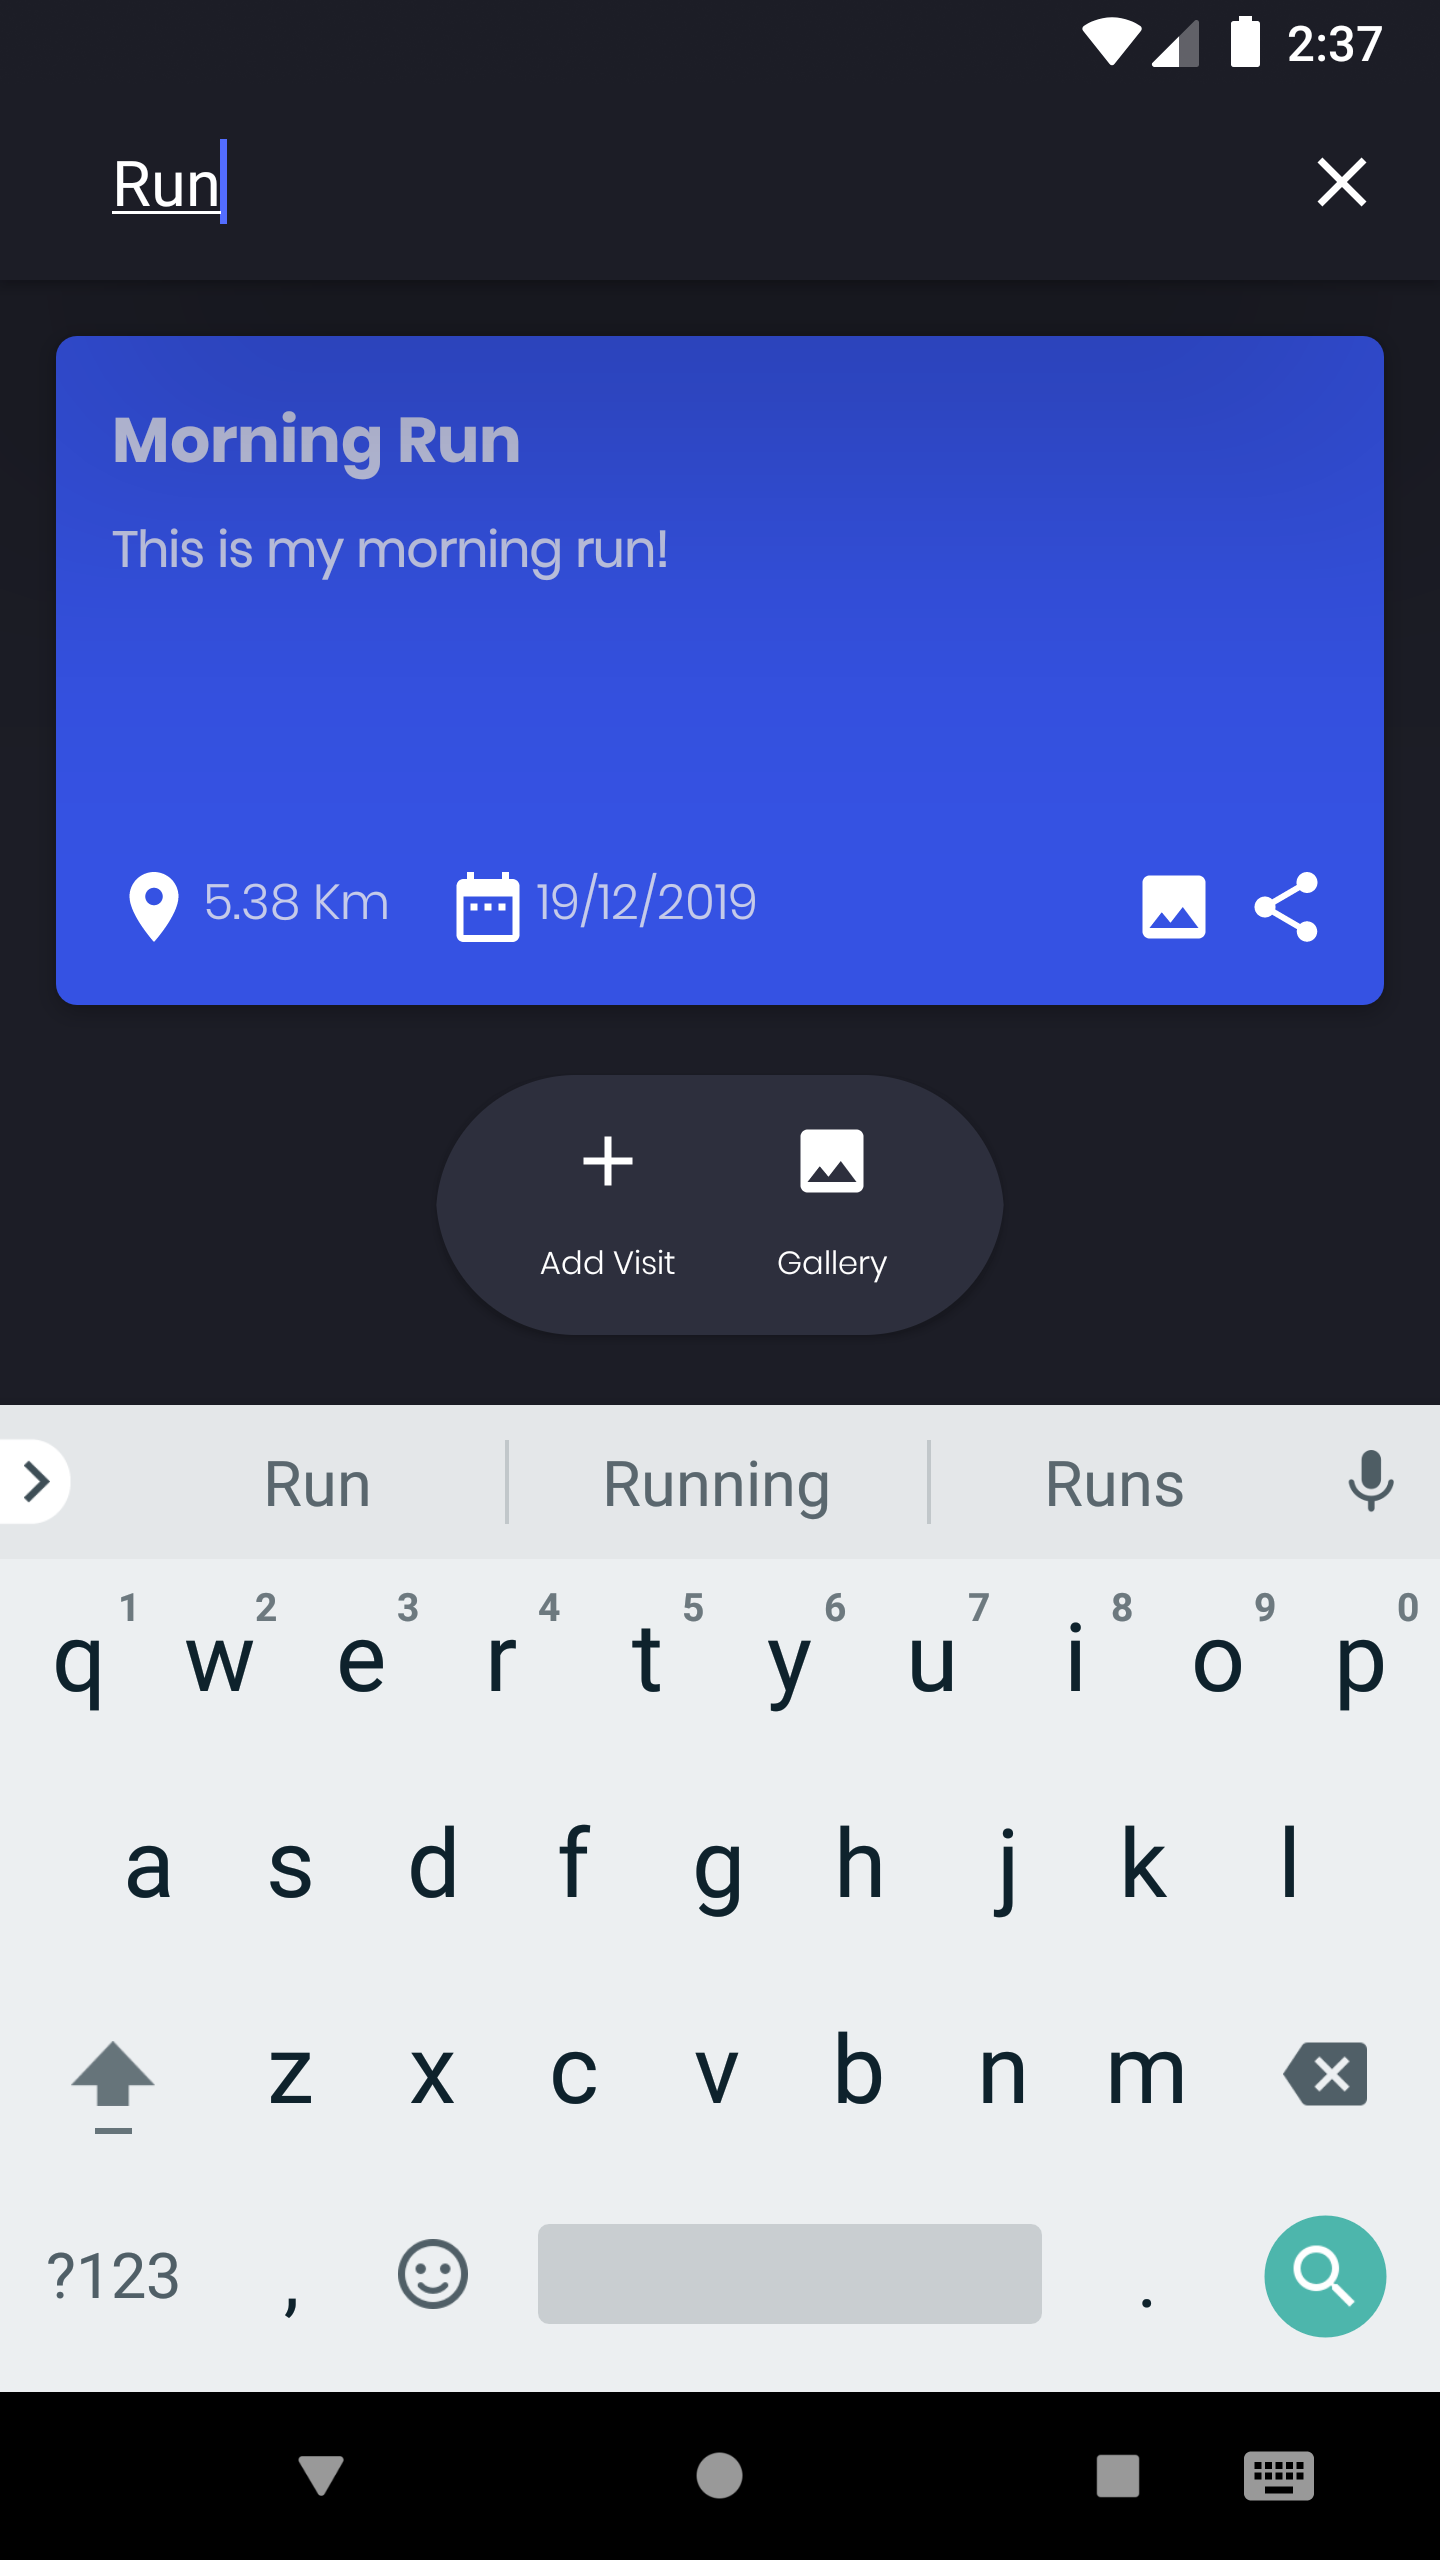 2:37
Run
Morning Run
This is my morning run!
5.38 Km 19/12/2019
Add Visit Gallery
Run Running Runs
1 2 3 4 5 6 7 8 9 0
q w e r t y u i o p
a s d f g h j k l
z x c v b n m
?123 , .